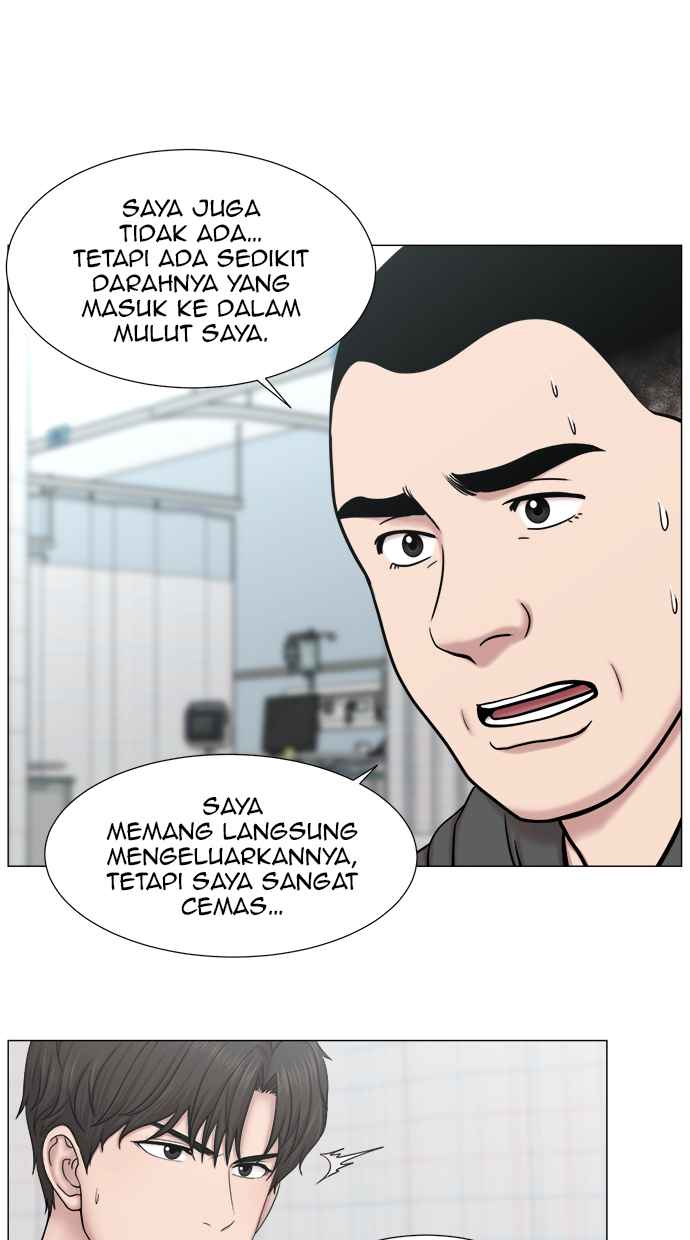 SAYA JUGA
TIDAK ADA...
TETAPI ADA SEDIKIT
DARAHNYA YANG
MASUK KE DALAM
MULUT SAYA.
SAYA
MEMANG LANGSUNG
MENGELUARKANNYA,
TETAPI SAYA SANGAT
CEMAS...